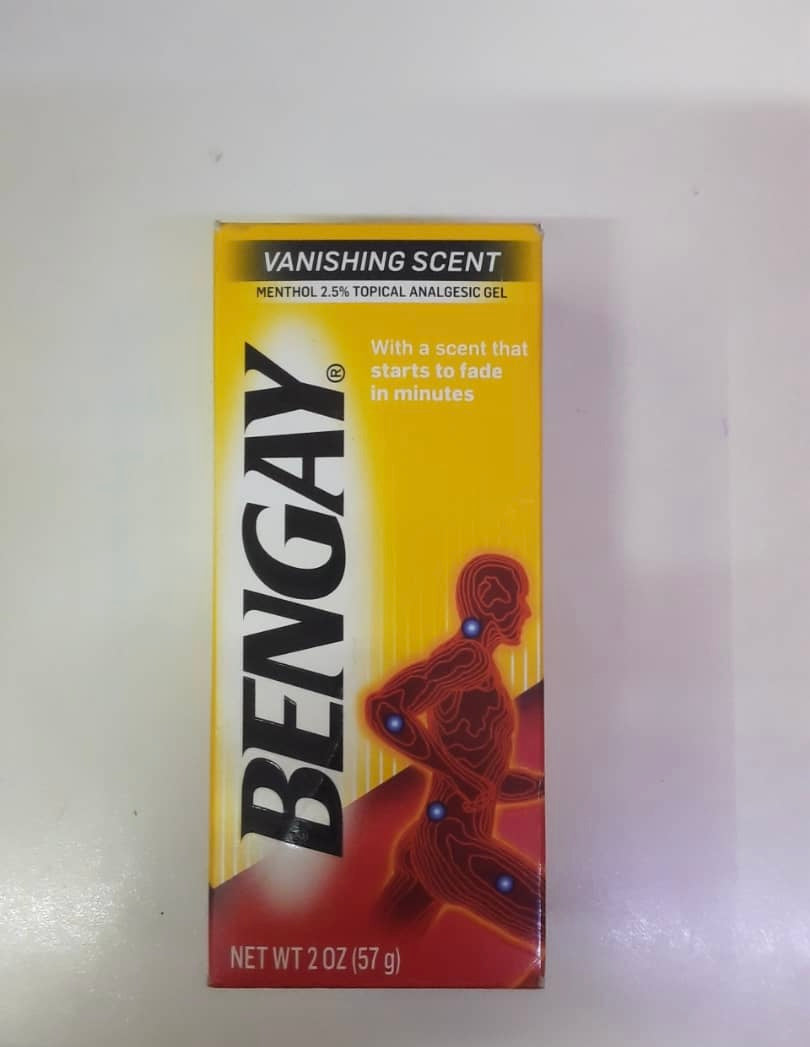 VANISHING SCENT
MENTHOL 2.5% TOPICAL ANALGESIC GEL
With a scent that
starts to fade
in minutes
BENGAY®
NET WT 2 OZ (57 g)